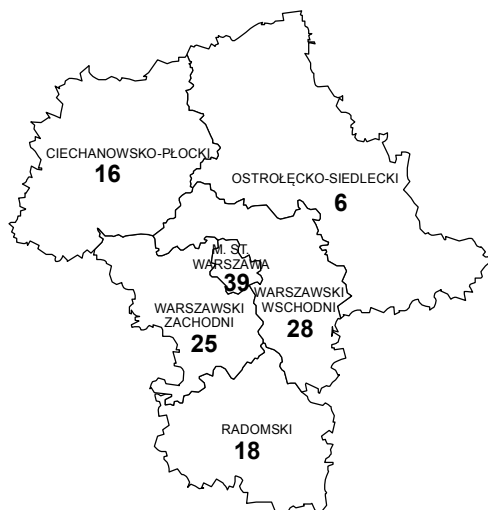 CIECHANOWSKO-PŁOCKI
16
OSTROŁĘCKO-SIEDLECKI
6
M. ST.
WARSZAWA
39
WARSZAWSKI
ZACHODNI
25
WARSZAWSKI
WSCHODNI
28
RADOMSKI
18